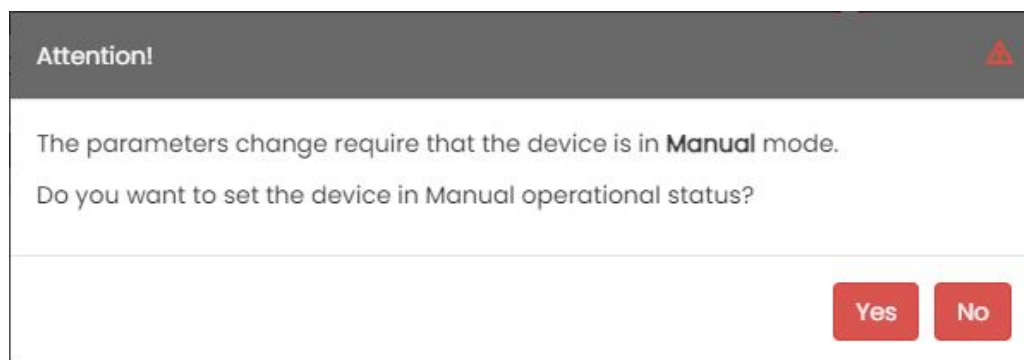 Attention!
The parameters change require that the device is in Manual mode.
Do you want to set the device in Manual operational status?
Yes No